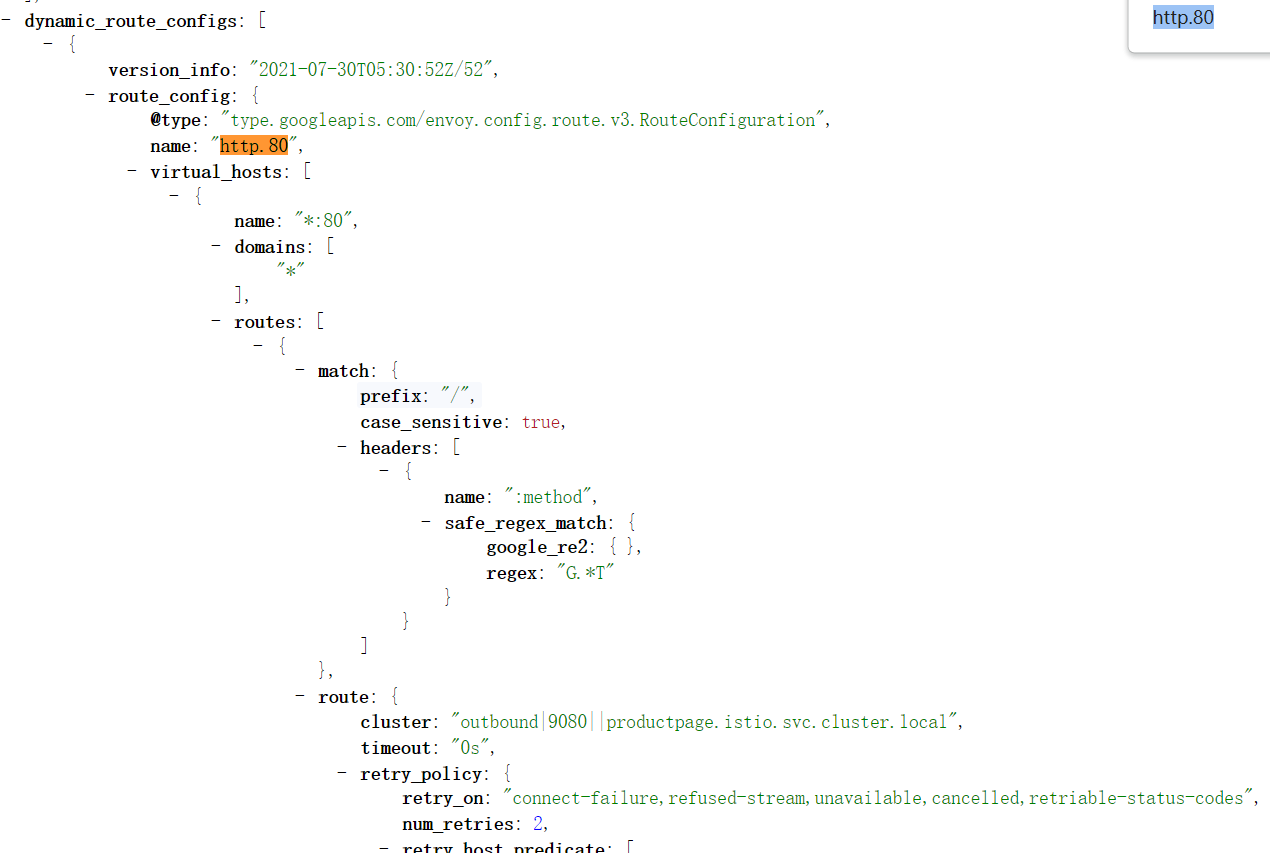 http.80
- dynamic_route_configs: [
- {
version_info: "2021-07-30T05:30:52Z/52",
- route_config: {
@type: "type.googleapis.com/envoy.config.route.v3.RouteConfiguration",
name: "http.80",
- virtual_hosts: [
- {
name: "*:80",
- domains: [
"*"
],
- routes: [
- {
- match: {
prefix: "/",
case_sensitive: true,
- headers: [
- {
name: ":method",
- safe_regex_match: {
google_re2: { },
regex: "G.*T"
}
}
]
},
- route: {
cluster: "outbound|9080||productpage.istio.svc.cluster.local",
timeout: "0s",
- retry_policy: {
retry_on: "connect-failure,refused-stream,unavailable,cancelled,retriable-status-codes",
num_retries: 2,
- retry_host_predicate: [